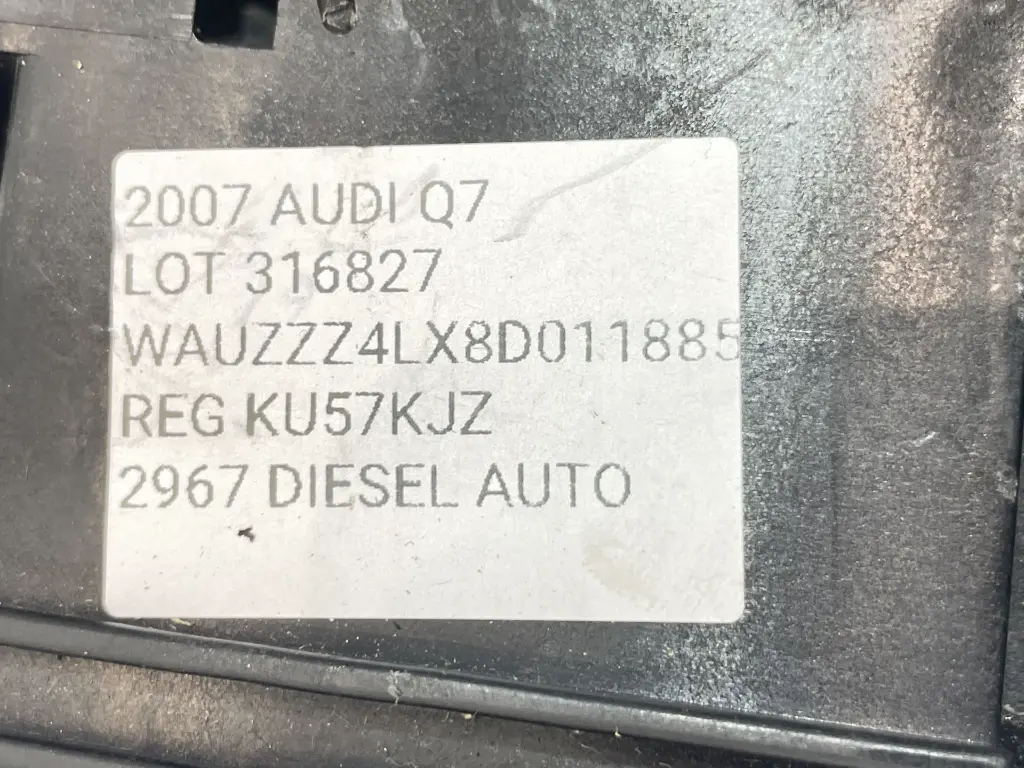 2007 AUDI Q7
LOT 316827
WAUZZZ4LX8D011885
REG KU57KJZ
2967 DIESEL AUTO